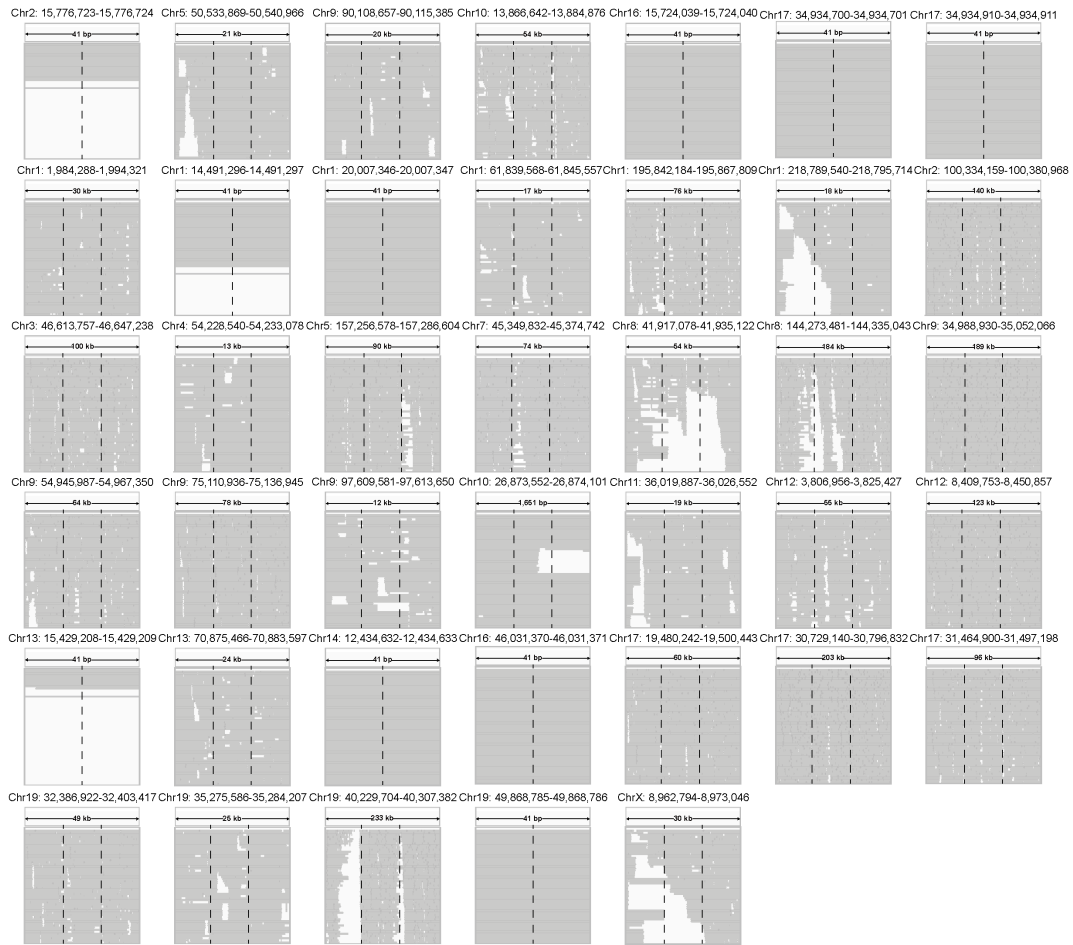 Chr2: 15,776,723-15,776,724
Chr5: 50,533,869-50,540,966
Chr9: 90,108,657-90,115,385
Chr10: 13,866,642-13,884,876
Chr16: 15,724,039-15,724,040
Chr17: 34,934,700-34,934,701
Chr17: 34,934,910-34,934,911
41 bp
21 kb
20 kb
54 kb
41 bp
41 bp
41 bp
Chr1: 1,984,288-1,994,321
Chr1: 14,491,296-14,491,297
Chr1: 20,007,346-20,007,347
Chr1: 61,839,568-61,845,557
Chr1: 195,842,184-195,867,809
Chr1: 218,789,540-218,795,714
Chr2: 100,334,159-100,380,968
30 kb
41 bp
41 bp
17 kb
76 kb
18 kb
140 kb
Chr3: 46,613,757-46,647,238
Chr4: 54,228,540-54,233,078
Chr5: 157,256,578-157,286,604
Chr7: 45,349,832-45,374,742
Chr8: 41,917,078-41,935,122
Chr8: 144,273,481-144,335,043
Chr9: 34,988,930-35,052,066
100 kb
13 kb
90 kb
74 kb
54 kb
184 kb
189 kb
Chr9: 54,945,987-54,967,350
Chr9: 75,110,936-75,136,945
Chr9: 97,609,581-97,613,650
Chr10: 26,873,552-26,874,101
Chr11: 36,019,887-36,026,552
Chr12: 3,806,956-3,825,427
Chr12: 8,409,753-8,450,857
64 kb
78 kb
12 kb
1,651 bp
19 kb
55 kb
123 kb
Chr13: 15,429,208-15,429,209
Chr13: 70,875,466-70,883,597
Chr14: 12,434,632-12,434,633
Chr16: 46,031,370-46,031,371
Chr17: 19,480,242-19,500,443
Chr17: 30,729,140-30,796,832
Chr17: 31,464,900-31,497,198
41 bp
24 kb
41 bp
41 bp
60 kb
203 kb
96 kb
Chr19: 32,386,922-32,403,417
Chr19: 35,275,586-35,284,207
Chr19: 40,229,704-40,307,382
Chr19: 49,868,785-49,868,786
ChrX: 8,962,794-8,973,046
49 kb
25 kb
233 kb
41 bp
30 kb